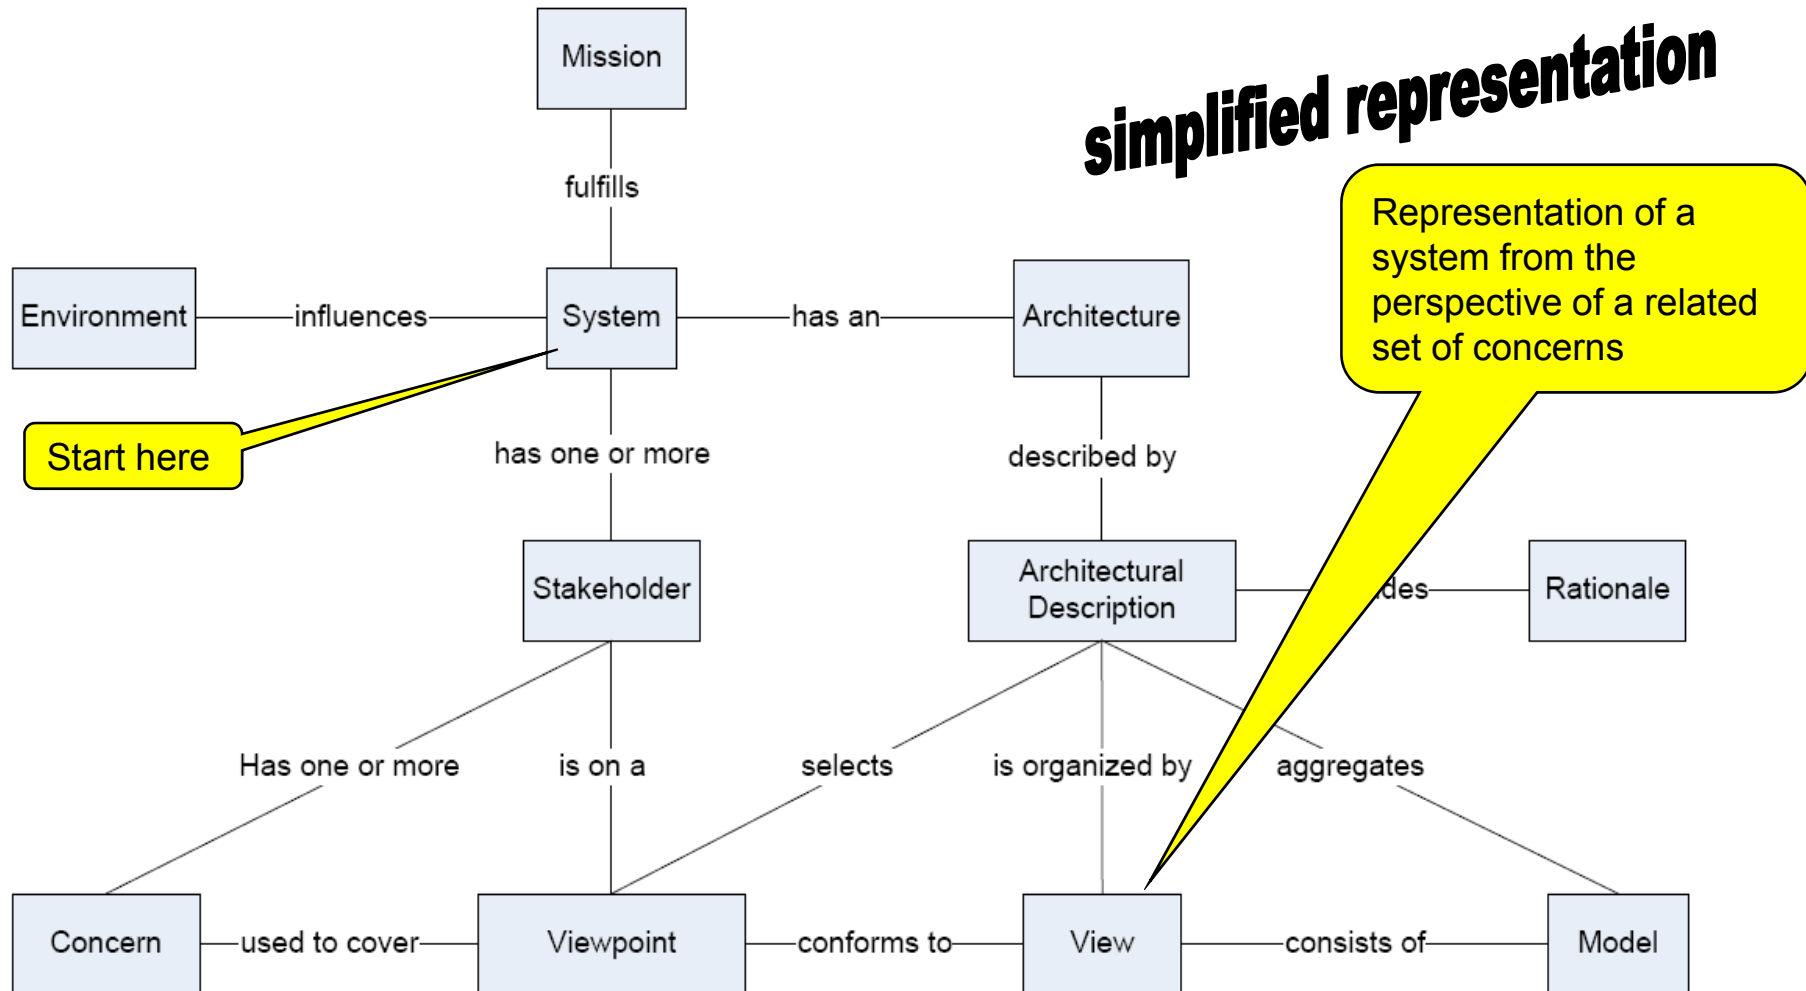 Mission
simplified representation
fulfills
Representation of a
system from the
perspective of a related
set of concerns
Environment
influences
System
has an
Architecture
Start here
has one or more
described by
Stakeholder
Architectural
Description
des
Rationale
Has one or more
is on a
selects
is organized by
aggregates
Concern
used to cover
Viewpoint
conforms to
View
consists of
Model